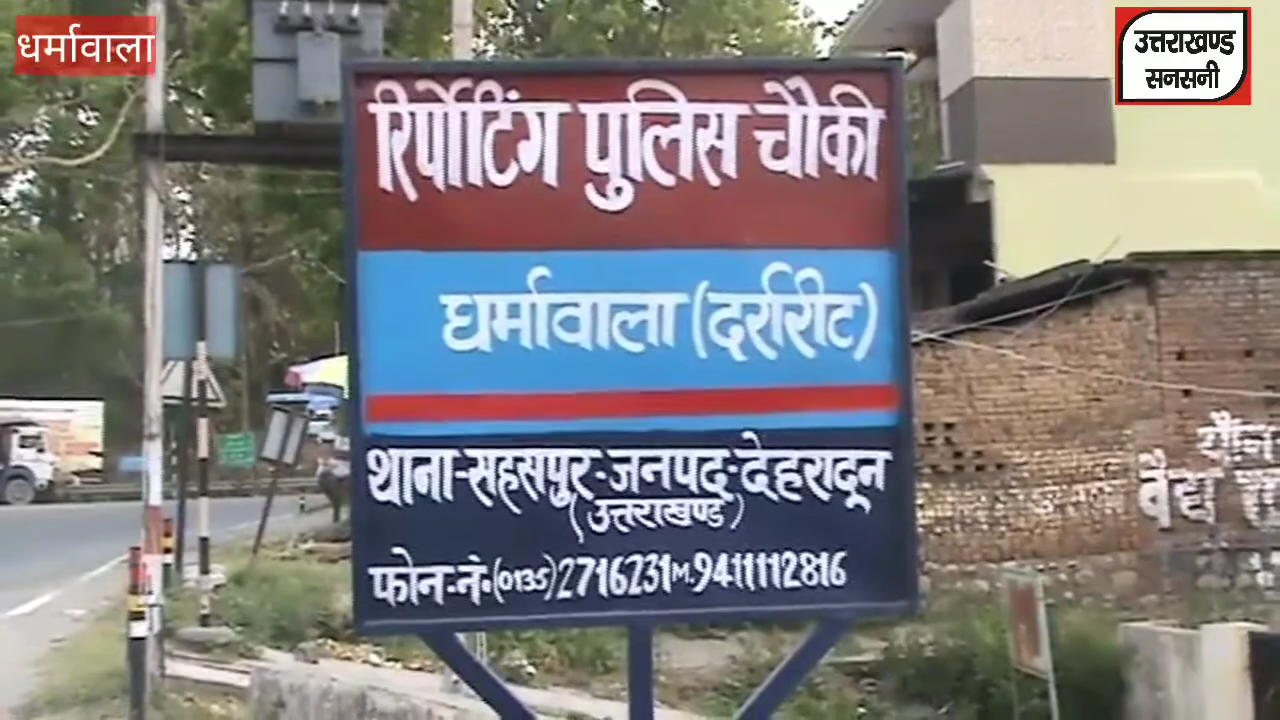 धर्मावाला
उत्तराखण्ड
सनसनी
रिर्पोटिंग पुलिस चौकी
धर्मावाला (दर्रारीट)
थाना-सहसपुर-जनपद-देहरादून
(उत्तराखण्ड)
फोन-नं॰(0135)2716231 M.9411112816